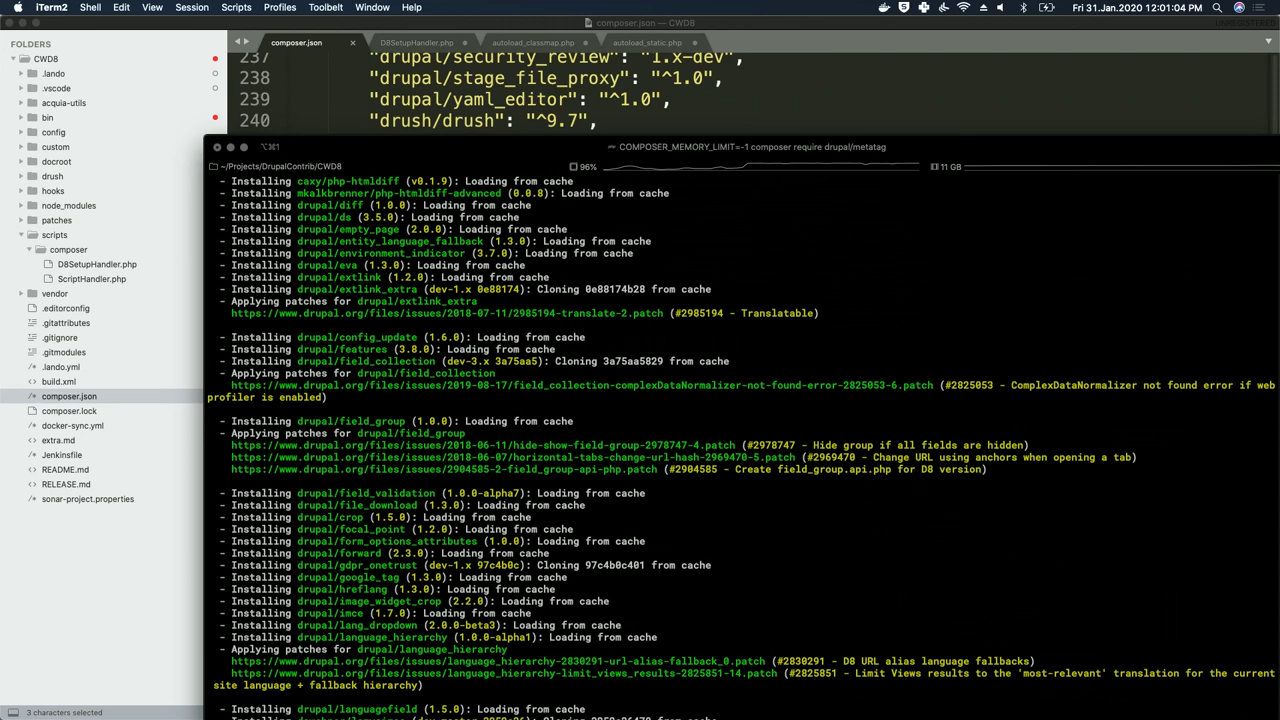 iTerm2 Shell Edit View Session Scripts Profiles Toolbelt Window Help Fri 31.Jan.2020 12:01:04
composer.json — CWD8
UNREGISTERED
FOLDERS
CWD8
.lando
.vscode
acquia-utils
bin
config
custom
docroot
drush
hooks
node_modules
patches
scripts
composer
D8SetupHandler.php
ScriptHandler.php
vendor
.editorconfig
.gitattributes
.gitignore
.gitmodules
.lando.yml
build.xml
composer.json
composer.lock
docker-sync.yml
extra.md
Jenkinsfile
README.md
RELEASE.md
sonar-project.properties
3 characters selected
composer.json D8SetupHandler.php autoload_classmap.php autoload_static.php
237 "drupal/security_review": "1.x-dev",
238 "drupal/stage_file_proxy": "^1.0",
239 "drupal/yaml_editor": "^1.0",
240 "drush/drush": "^9.7",
⌥⌘1 COMPOSER_MEMORY_LIMIT=-1 composer require drupal/metatag
~/Projects/DrupalContrib/CWD8 96% 11 GB
- Installing caxy/php-htmldiff (v0.1.9): Loading from cache
- Installing mkalkbrenner/php-htmldiff-advanced (0.0.8): Loading from cache
- Installing drupal/diff (1.0.0): Loading from cache
- Installing drupal/ds (3.5.0): Loading from cache
- Installing drupal/empty_page (2.0.0): Loading from cache
- Installing drupal/entity_language_fallback (1.3.0): Loading from cache
- Installing drupal/environment_indicator (3.7.0): Loading from cache
- Installing drupal/eva (1.3.0): Loading from cache
- Installing drupal/extlink (1.2.0): Loading from cache
- Installing drupal/extlink_extra (dev-1.x 0e88174): Cloning 0e88174b28 from cache
- Applying patches for drupal/extlink_extra
https://www.drupal.org/files/issues/2018-07-11/2985194-translate-2.patch (#2985194 - Translatable)
- Installing drupal/config_update (1.6.0): Loading from cache
- Installing drupal/features (3.8.0): Loading from cache
- Installing drupal/field_collection (dev-3.x 3a75aa5): Cloning 3a75aa5829 from cache
- Applying patches for drupal/field_collection
https://www.drupal.org/files/issues/2019-08-17/field_collection-complexDataNormalizer-not-found-error-2825053-6.patch (#2825053 - ComplexDataNormalizer not found error if web
profiler is enabled)
- Installing drupal/field_group (1.0.0): Loading from cache
- Applying patches for drupal/field_group
https://www.drupal.org/files/issues/2018-06-11/hide-show-field-group-2978747-4.patch (#2978747 - Hide group if all fields are hidden)
https://www.drupal.org/files/issues/2018-06-07/horizontal-tabs-change-url-hash-2969470-5.patch (#2969470 - Change URL using anchors when opening a tab)
https://www.drupal.org/files/issues/2904585-2-field_group-api-php.patch (#2904585 - Create field_group.api.php for D8 version)
- Installing drupal/field_validation (1.0.0-alpha7): Loading from cache
- Installing drupal/file_download (1.3.0): Loading from cache
- Installing drupal/crop (1.5.0): Loading from cache
- Installing drupal/focal_point (1.2.0): Loading from cache
- Installing drupal/form_options_attributes (1.0.0): Loading from cache
- Installing drupal/forward (2.3.0): Loading from cache
- Installing drupal/gdpr_onetrust (dev-1.x 97c4b0c): Cloning 97c4b0c401 from cache
- Installing drupal/google_tag (1.3.0): Loading from cache
- Installing drupal/hreflang (1.3.0): Loading from cache
- Installing drupal/image_widget_crop (2.2.0): Loading from cache
- Installing drupal/imce (1.7.0): Loading from cache
- Installing drupal/lang_dropdown (2.0.0-beta3): Loading from cache
- Installing drupal/language_hierarchy (1.0.0-alpha1): Loading from cache
- Applying patches for drupal/language_hierarchy
https://www.drupal.org/files/issues/language_hierarchy-2830291-url-alias-fallback_0.patch (#2830291 - D8 URL alias language fallbacks)
https://www.drupal.org/files/issues/language_hierarchy-limit_views_results-2825851-14.patch (#2825851 - Limit Views results to the 'most-relevant' translation for the current
site language + fallback hierarchy)
- Installing drupal/languagefield (1.5.0): Loading from cache